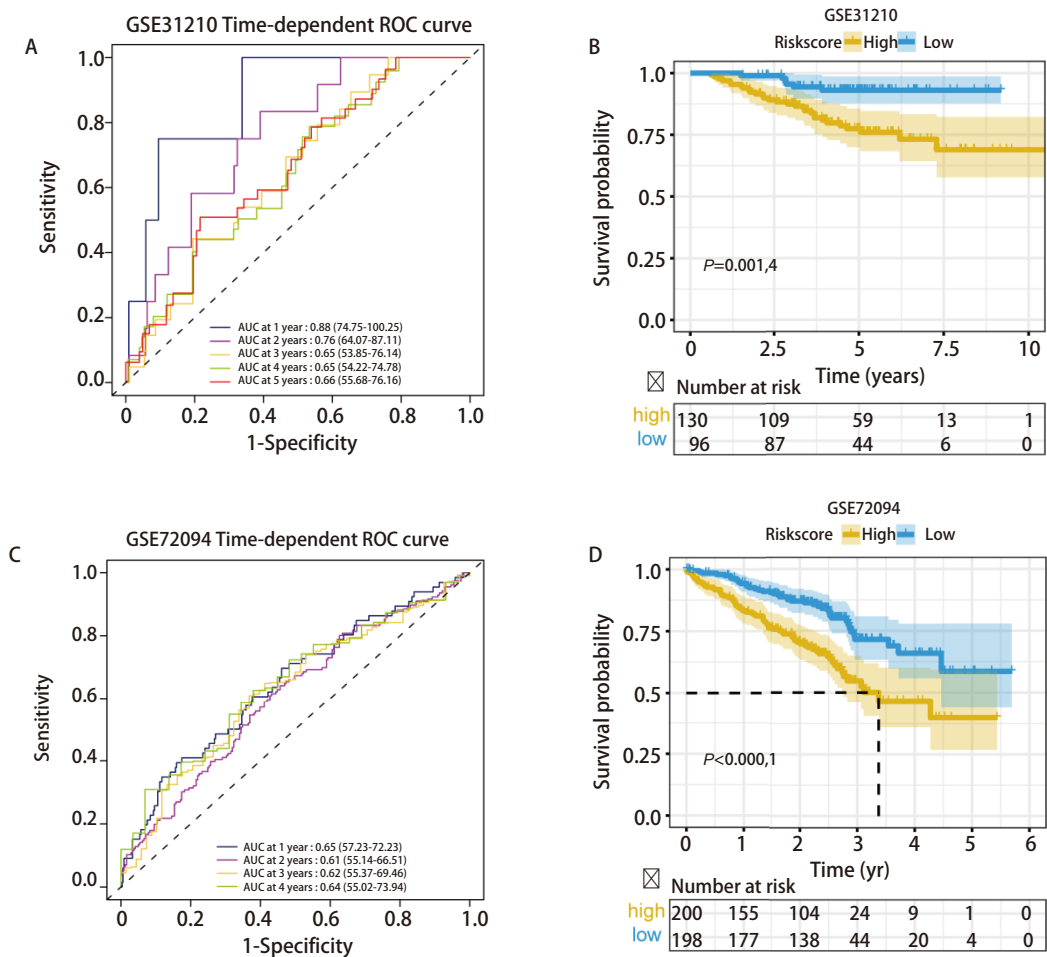 A
GSE31210 Time-dependent ROC curve
Sensitivity
1.0
0.8
0.6
0.4
0.2
0.0
AUC at 1 year : 0.88 (74.75-100.25)
AUC at 2 years : 0.76 (64.07-87.11)
AUC at 3 years : 0.65 (53.85-76.14)
AUC at 4 years : 0.65 (54.22-74.78)
AUC at 5 years : 0.66 (55.68-76.16)
0 0.2 0.4 0.6 0.8 1.0
1-Specificity
B
GSE31210
Riskscore High Low
Survival probability
1.0
0.75
0.5
0.25
0.0
P=0.001,4
0 2.5 5.0 7.5 10.0
Time (years)
Number at risk
high 130 109 59 13 1
low 96 87 44 6 0
C
GSE72094 Time-dependent ROC curve
Sensitivity
1.0
0.8
0.6
0.4
0.2
0.0
AUC at 1 year : 0.65 (57.23-72.23)
AUC at 2 years : 0.61 (55.14-66.51)
AUC at 3 years : 0.62 (55.37-69.46)
AUC at 4 years : 0.64 (55.02-73.94)
0 0.2 0.4 0.6 0.8 1.0
1-Specificity
D
GSE72094
Riskscore High Low
Survival probability
1.0
0.75
0.5
0.25
0.0
P<0.000,1
0 1 2 3 4 5 6
Time (yr)
Number at risk
high 200 155 104 24 9 1 0
low 198 177 138 44 20 4 0